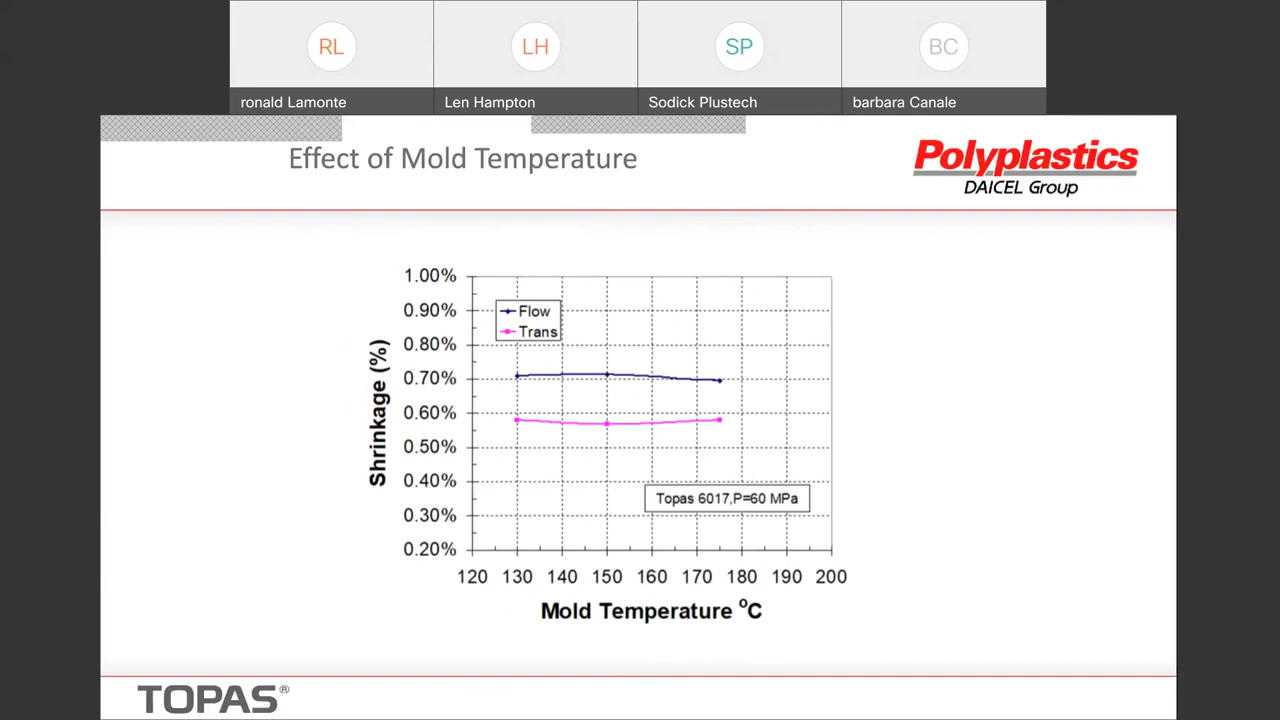 RL
LH
SP
BC
ronald Lamonte
Len Hampton
Sodick Plustech
barbara Canale
Effect of Mold Temperature
Polyplastics
DAICEL Group
1.00%
0.90%
0.80%
0.70%
0.60%
0.50%
0.40%
0.30%
0.20%
Shrinkage (%)
Flow
Trans
Topas 6017,P=60 MPa
120 130 140 150 160 170 180 190 200
Mold Temperature °C
TOPAS®